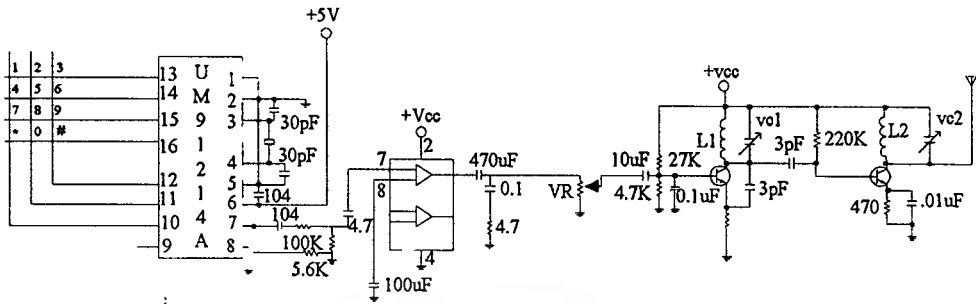 +5V
1 2 3
4 5 6
7 8 9
* 0 #
13
14
15
16
12
11
10
9
U
M
9
1
2
1
4
A
1
2
3
4
5
6
7
8
30pF
30pF
104
104
100K
5.6K
4.7
+Vcc
2
7
8
4
100uF
470uF
0.1
4.7
VR
10uF
27K
4.7K
0.1uF
+vcc
L1
vc1
3pF
3pF
220K
L2
vc2
470
.01uF